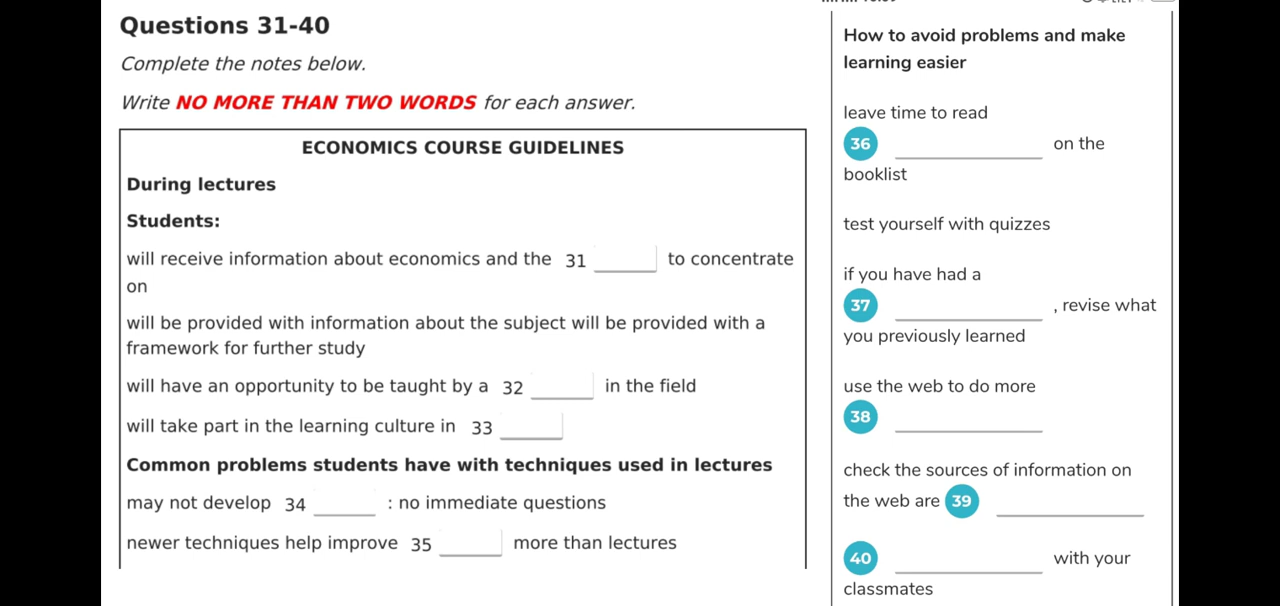 Questions 31-40
Complete the notes below.
Write NO MORE THAN TWO WORDS for each answer.
ECONOMICS COURSE GUIDELINES
During lectures
Students:
will receive information about economics and the 31 ______ to concentrate
on
will be provided with information about the subject will be provided with a
framework for further study
will have an opportunity to be taught by a 32 ______ in the field
will take part in the learning culture in 33 ______
Common problems students have with techniques used in lectures
may not develop 34 ______ : no immediate questions
newer techniques help improve 35 ______ more than lectures
How to avoid problems and make
learning easier
leave time to read
36 ______ on the
booklist
test yourself with quizzes
if you have had a
37 ______ , revise what
you previously learned
use the web to do more
38 ______
check the sources of information on
the web are 39 ______
40 ______ with your
classmates